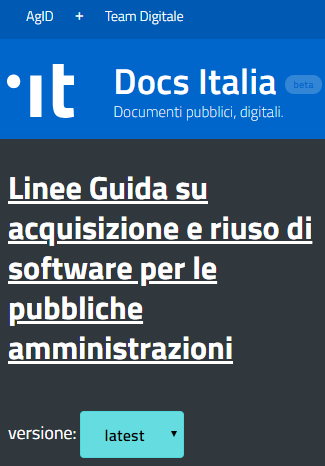 AgID + Team Digitale
.it Docs Italia beta
Documenti pubblici, digitali.
Linee Guida su
acquisizione e riuso di
software per le
pubbliche
amministrazioni
versione: latest